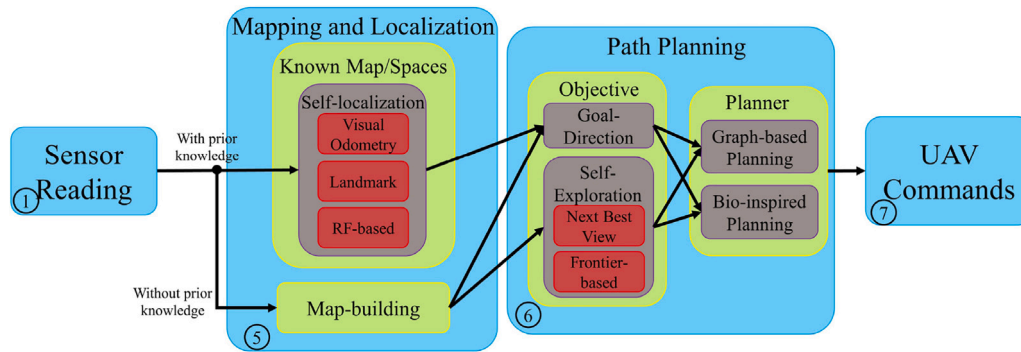 Sensor
Reading
1
With prior
knowledge
Without prior
knowledge
Mapping and Localization
Known Map/Spaces
Self-localization
Visual
Odometry
Landmark
RF-based
Map-building
5
Path Planning
Objective
Goal-
Direction
Self-
Exploration
Next Best
View
Frontier-
based
6
Planner
Graph-based
Planning
Bio-inspired
Planning
UAV
Commands
7